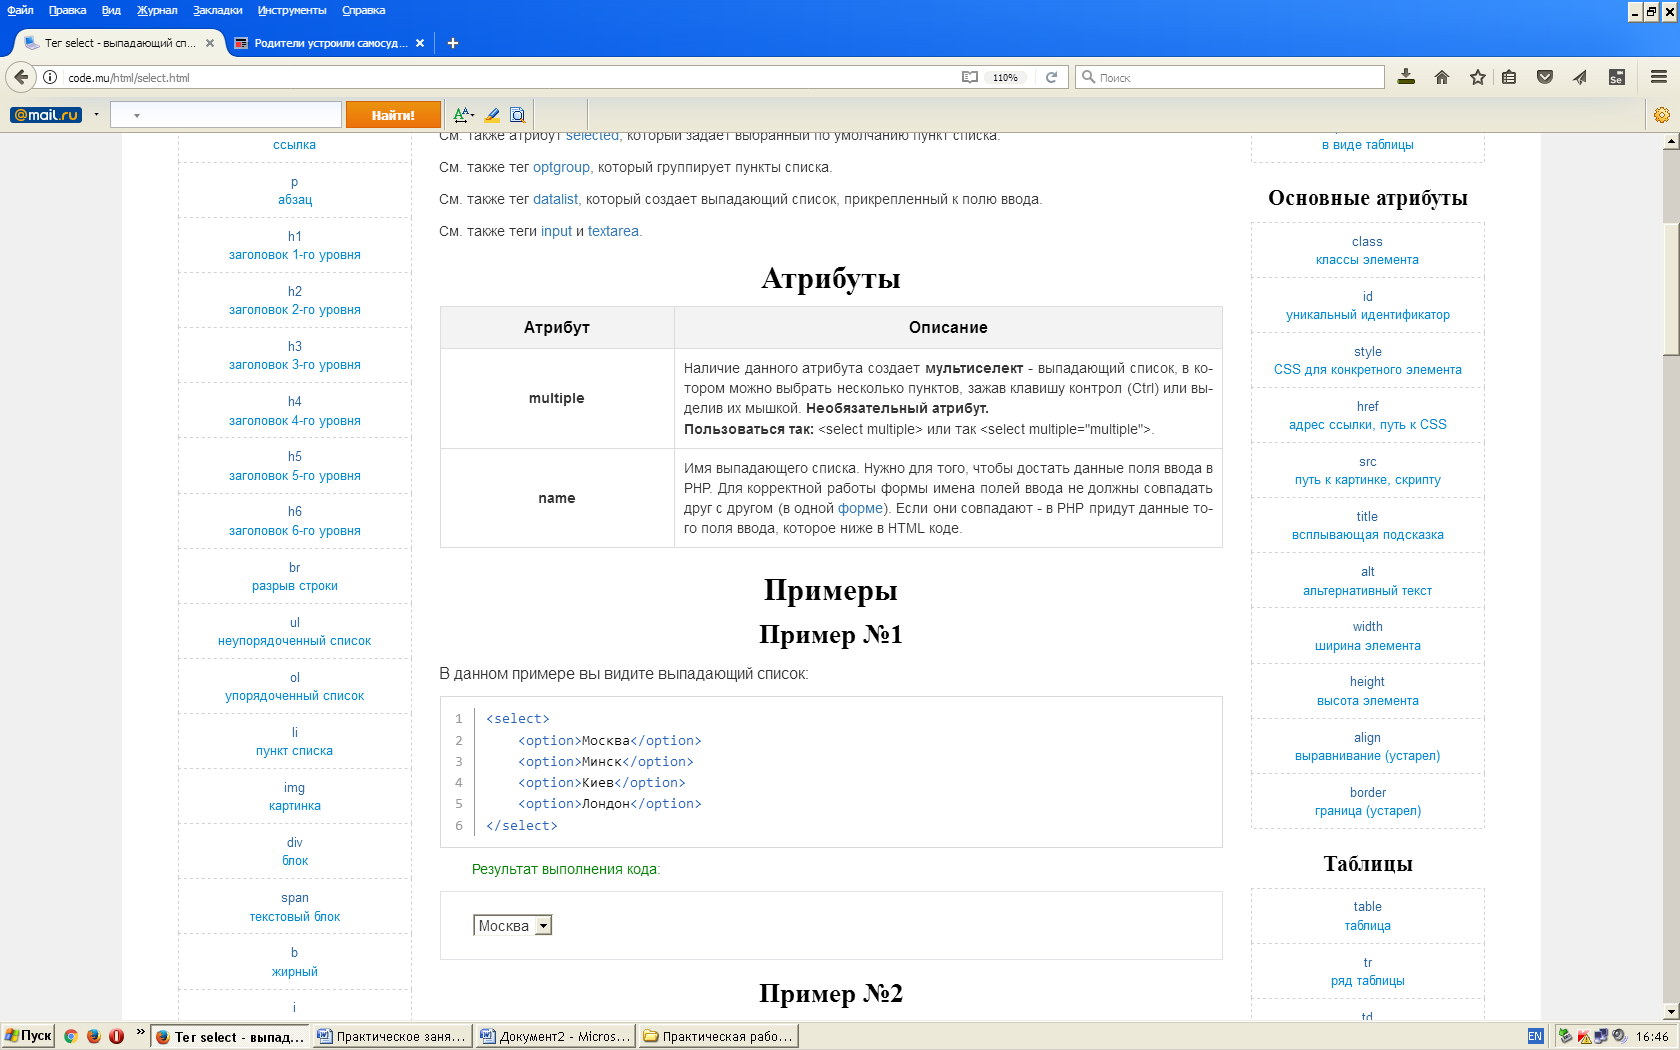 Файл Правка Вид Журнал Закладки Инструменты Справка
Тег select - выпадающий сп...
Родители устроили самосуд...
code.mu/html/select.html
110%
Поиск
@mail.ru
Найти!
ссылка
p
абзац
h1
заголовок 1-го уровня
h2
заголовок 2-го уровня
h3
заголовок 3-го уровня
h4
заголовок 4-го уровня
h5
заголовок 5-го уровня
h6
заголовок 6-го уровня
br
разрыв строки
ul
неупорядоченный список
ol
упорядоченный список
li
пункт списка
img
картинка
div
блок
span
текстовый блок
b
жирный
i
См. также атрибут selected, который задает выбранный по умолчанию пункт списка.
См. также тег optgroup, который группирует пункты списка.
См. также тег datalist, который создает выпадающий список, прикрепленный к полю ввода.
См. также теги input и textarea.
Атрибуты
Атрибут Описание
multiple
Наличие данного атрибута создает мультиселект - выпадающий список, в ко-
тором можно выбрать несколько пунктов, зажав клавишу контрол (Ctrl) или вы-
делив их мышкой. Необязательный атрибут.
Пользоваться так: <select multiple> или так <select multiple="multiple">.
name
Имя выпадающего списка. Нужно для того, чтобы достать данные поля ввода в
PHP. Для корректной работы формы имена полей ввода не должны совпадать
друг с другом (в одной форме). Если они совпадают - в PHP придут данные то-
го поля ввода, которое ниже в HTML коде.
Примеры
Пример №1
В данном примере вы видите выпадающий список:
1 <select>
2 <option>Москва</option>
3 <option>Минск</option>
4 <option>Киев</option>
5 <option>Лондон</option>
6 </select>
Результат выполнения кода:
Москва
Пример №2
в виде таблицы
Основные атрибуты
class
классы элемента
id
уникальный идентификатор
style
CSS для конкретного элемента
href
адрес ссылки, путь к CSS
src
путь к картинке, скрипту
title
всплывающая подсказка
alt
альтернативный текст
width
ширина элемента
height
высота элемента
align
выравнивание (устарел)
border
граница (устарел)
Таблицы
table
таблица
tr
ряд таблицы
td
Пуск
Тег select - выпад...
Практическое заня...
Документ2 - Micros...
Практическая рабо...
EN
16:46